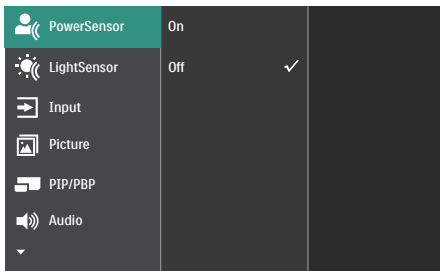 PowerSensor
On
LightSensor
Off
Input
Picture
PIP/PBP
Audio